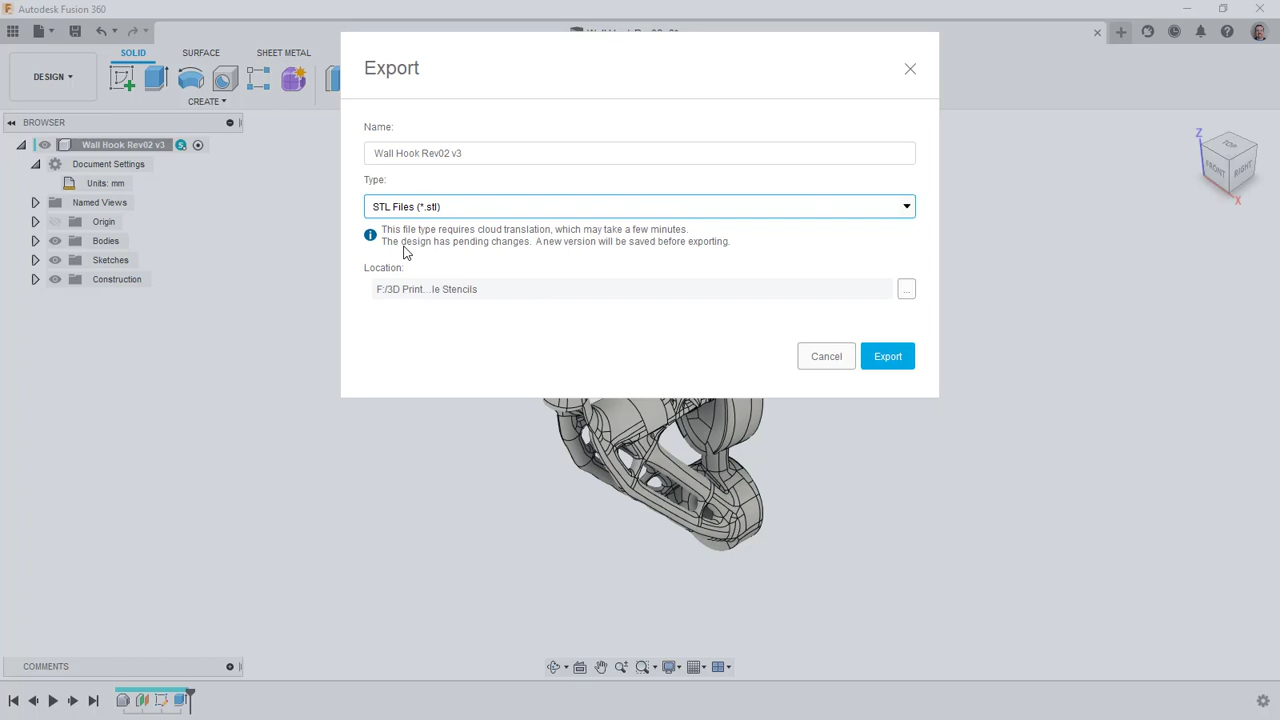 Autodesk Fusion 360
SOLID
SURFACE
SHEET METAL
DESIGN
CREATE
BROWSER
Wall Hook Rev02 v3
Document Settings
Units: mm
Named Views
Origin
Bodies
Sketches
Construction
Export
Name:
Wall Hook Rev02 v3
Type:
STL Files (*.stl)
This file type requires cloud translation, which may take a few minutes.
The design has pending changes. A new version will be saved before exporting.
Location:
F:/3D Print...le Stencils
...
Cancel
Export
TOP
FRONT
RIGHT
Z
X
COMMENTS